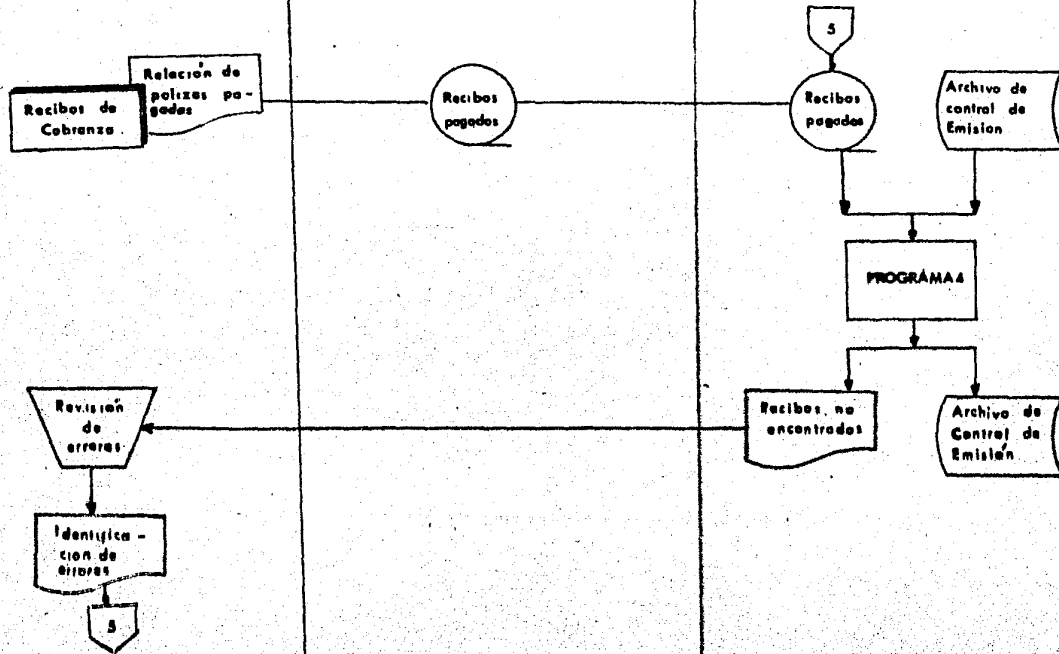 5
Relación de
polizas pa-
gadas
Recibos de
Cobranza
Recibos
pagados
Recibos
pagados
Archivo de
control de
Emision
PROGRÁMA 4
Revisión
de
errores
Recibos no
encontrados
Archivo de
Control de
Emisión
Identifica-
cion de
errores
5